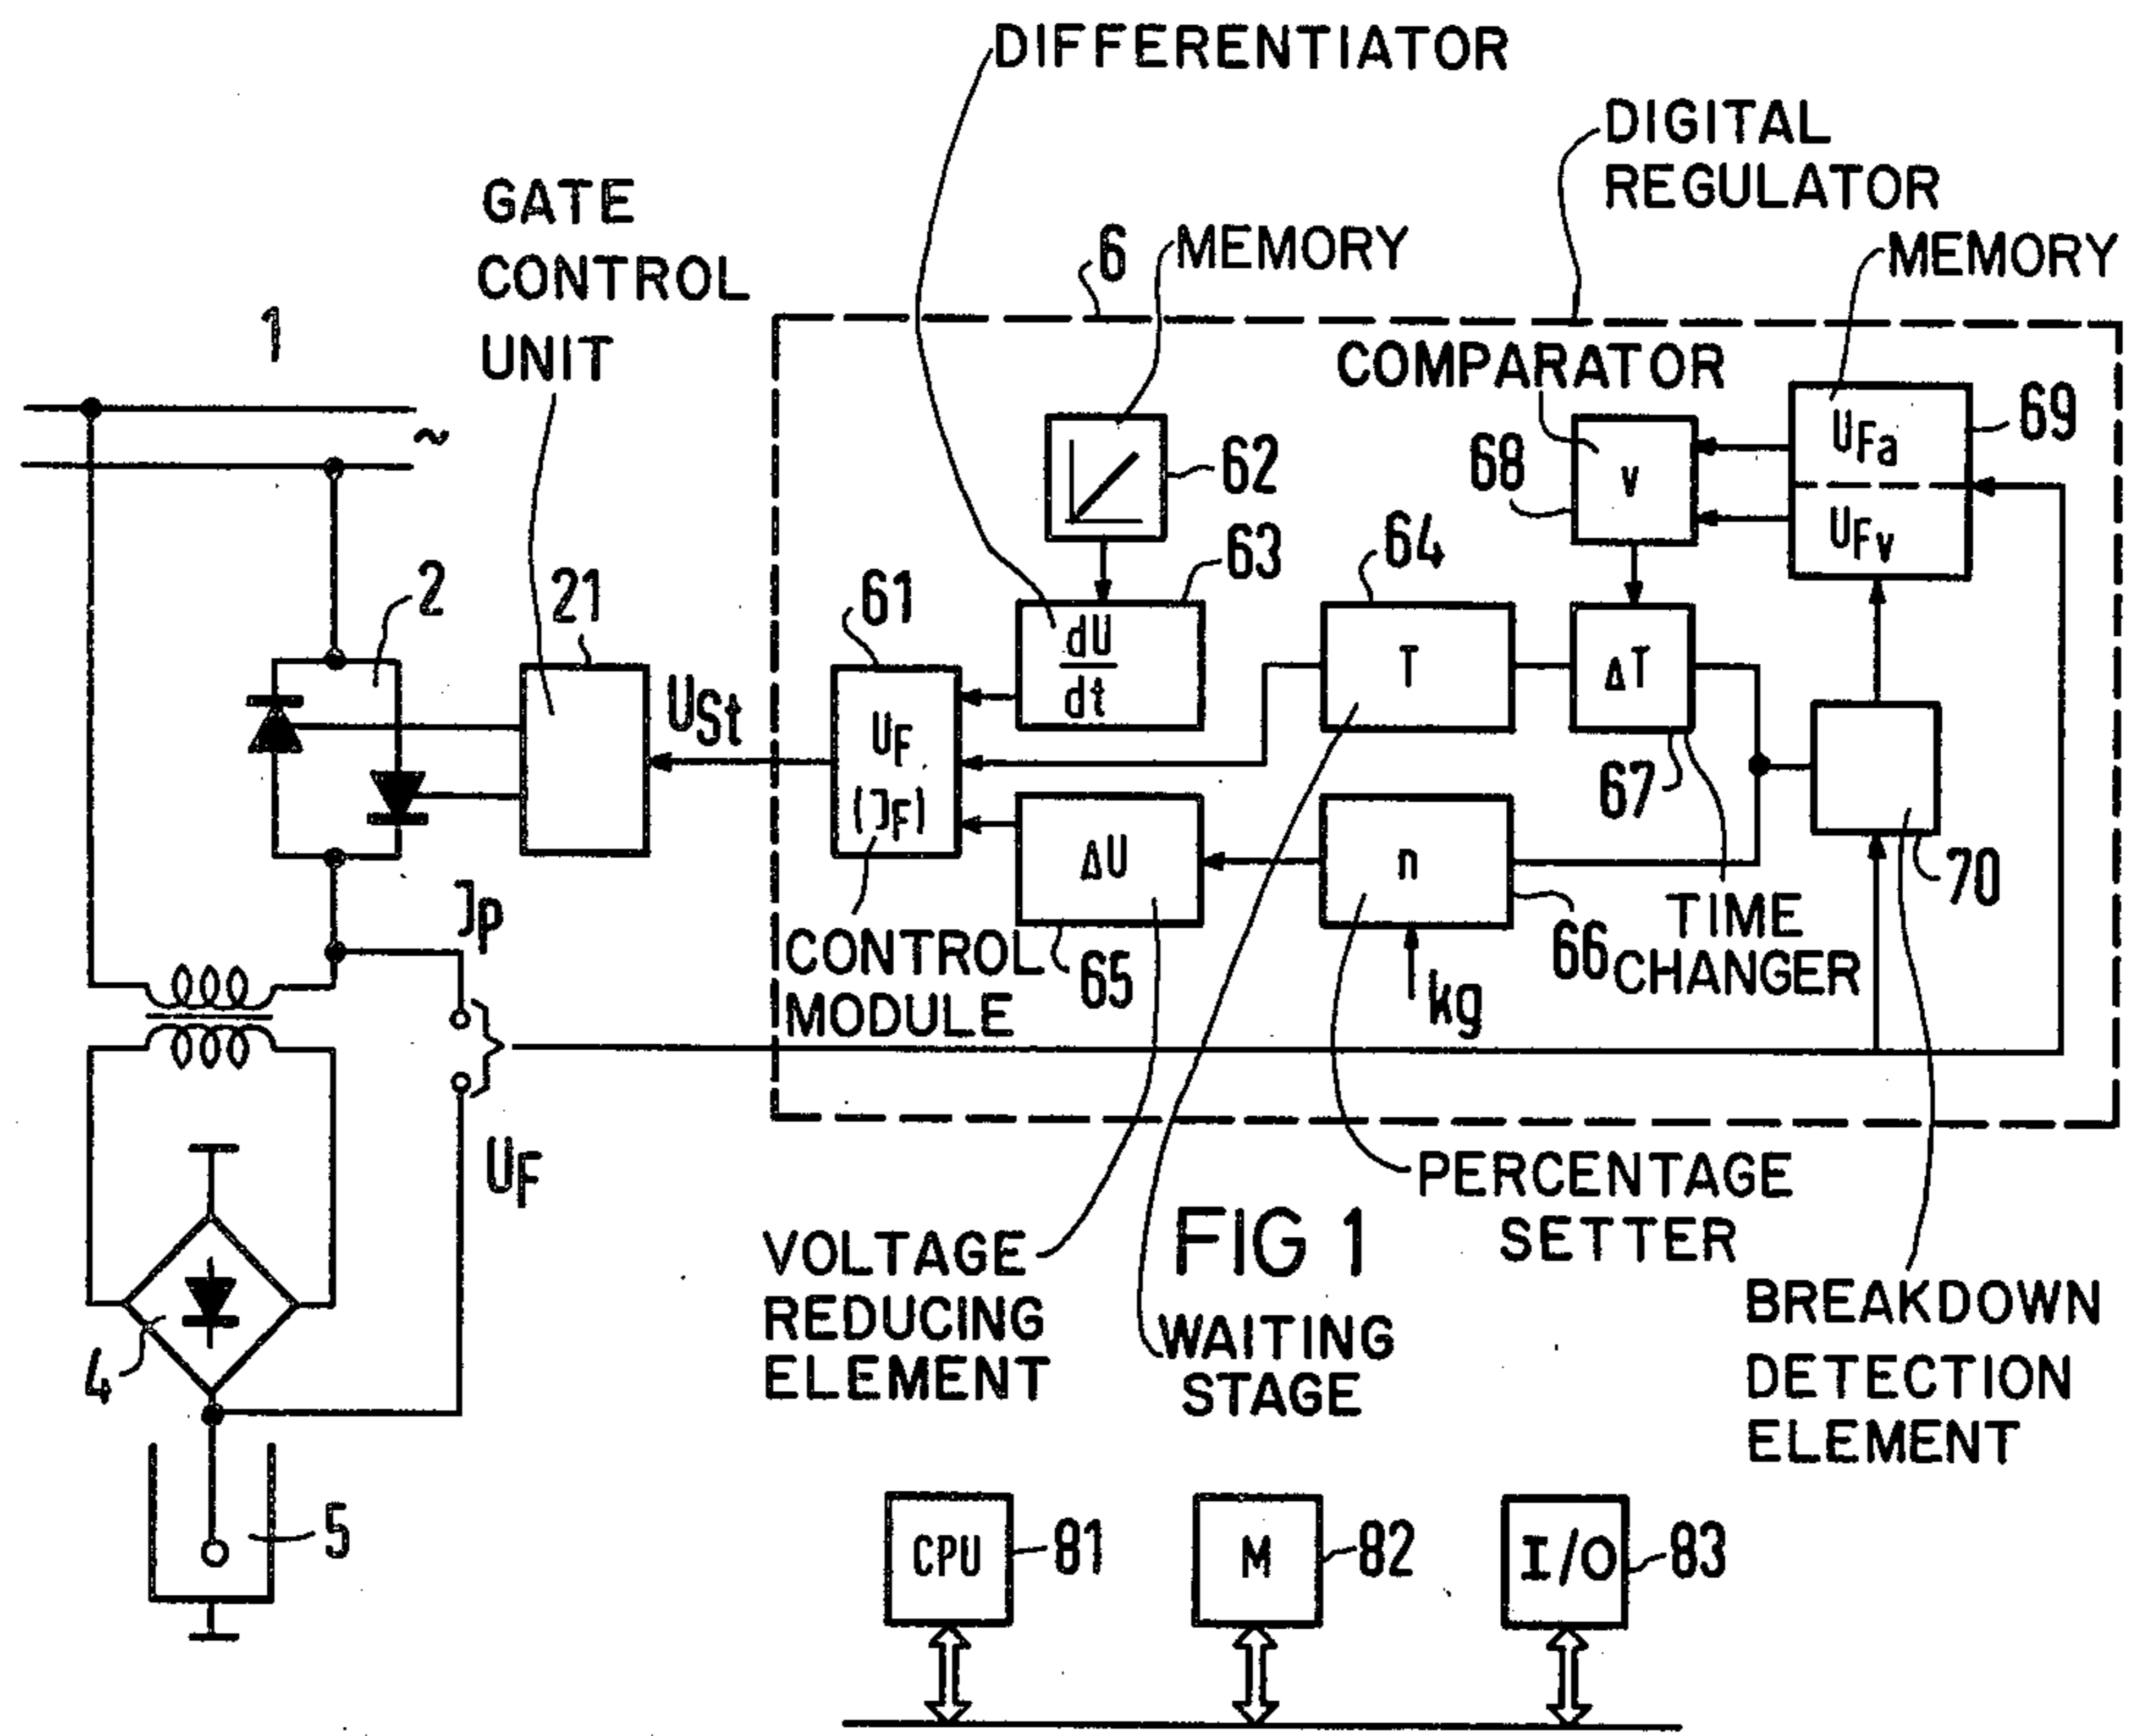 DIFFERENTIATOR
DIGITAL
REGULATOR
GATE
CONTROL
UNIT
6
MEMORY
MEMORY
1
COMPARATOR
~
62
68
v
UFa
UFv
69
2
21
61
63
64
dU
dt
T
ΔT
USt
UF
(JF)
67
70
ΔU
n
Jp
CONTROL
MODULE
65
kg
66
TIME
CHANGER
UF
PERCENTAGE
SETTER
FIG 1
VOLTAGE
REDUCING
ELEMENT
WAITING
STAGE
BREAKDOWN
DETECTION
ELEMENT
4
5
CPU
81
M
82
I/O
83